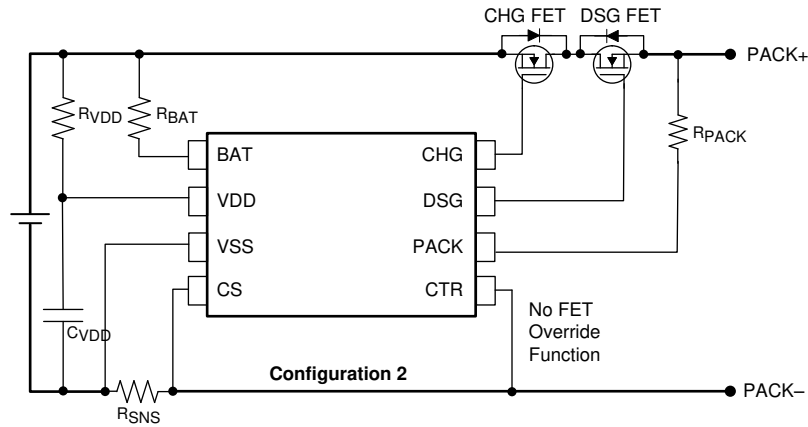 CHG FET DSG FET
PACK+
RVDD
RBAT
RPACK
BAT CHG
VDD DSG
VSS PACK
CS CTR
CVDD
No FET
Override
Function
Configuration 2
RSNS
PACK–